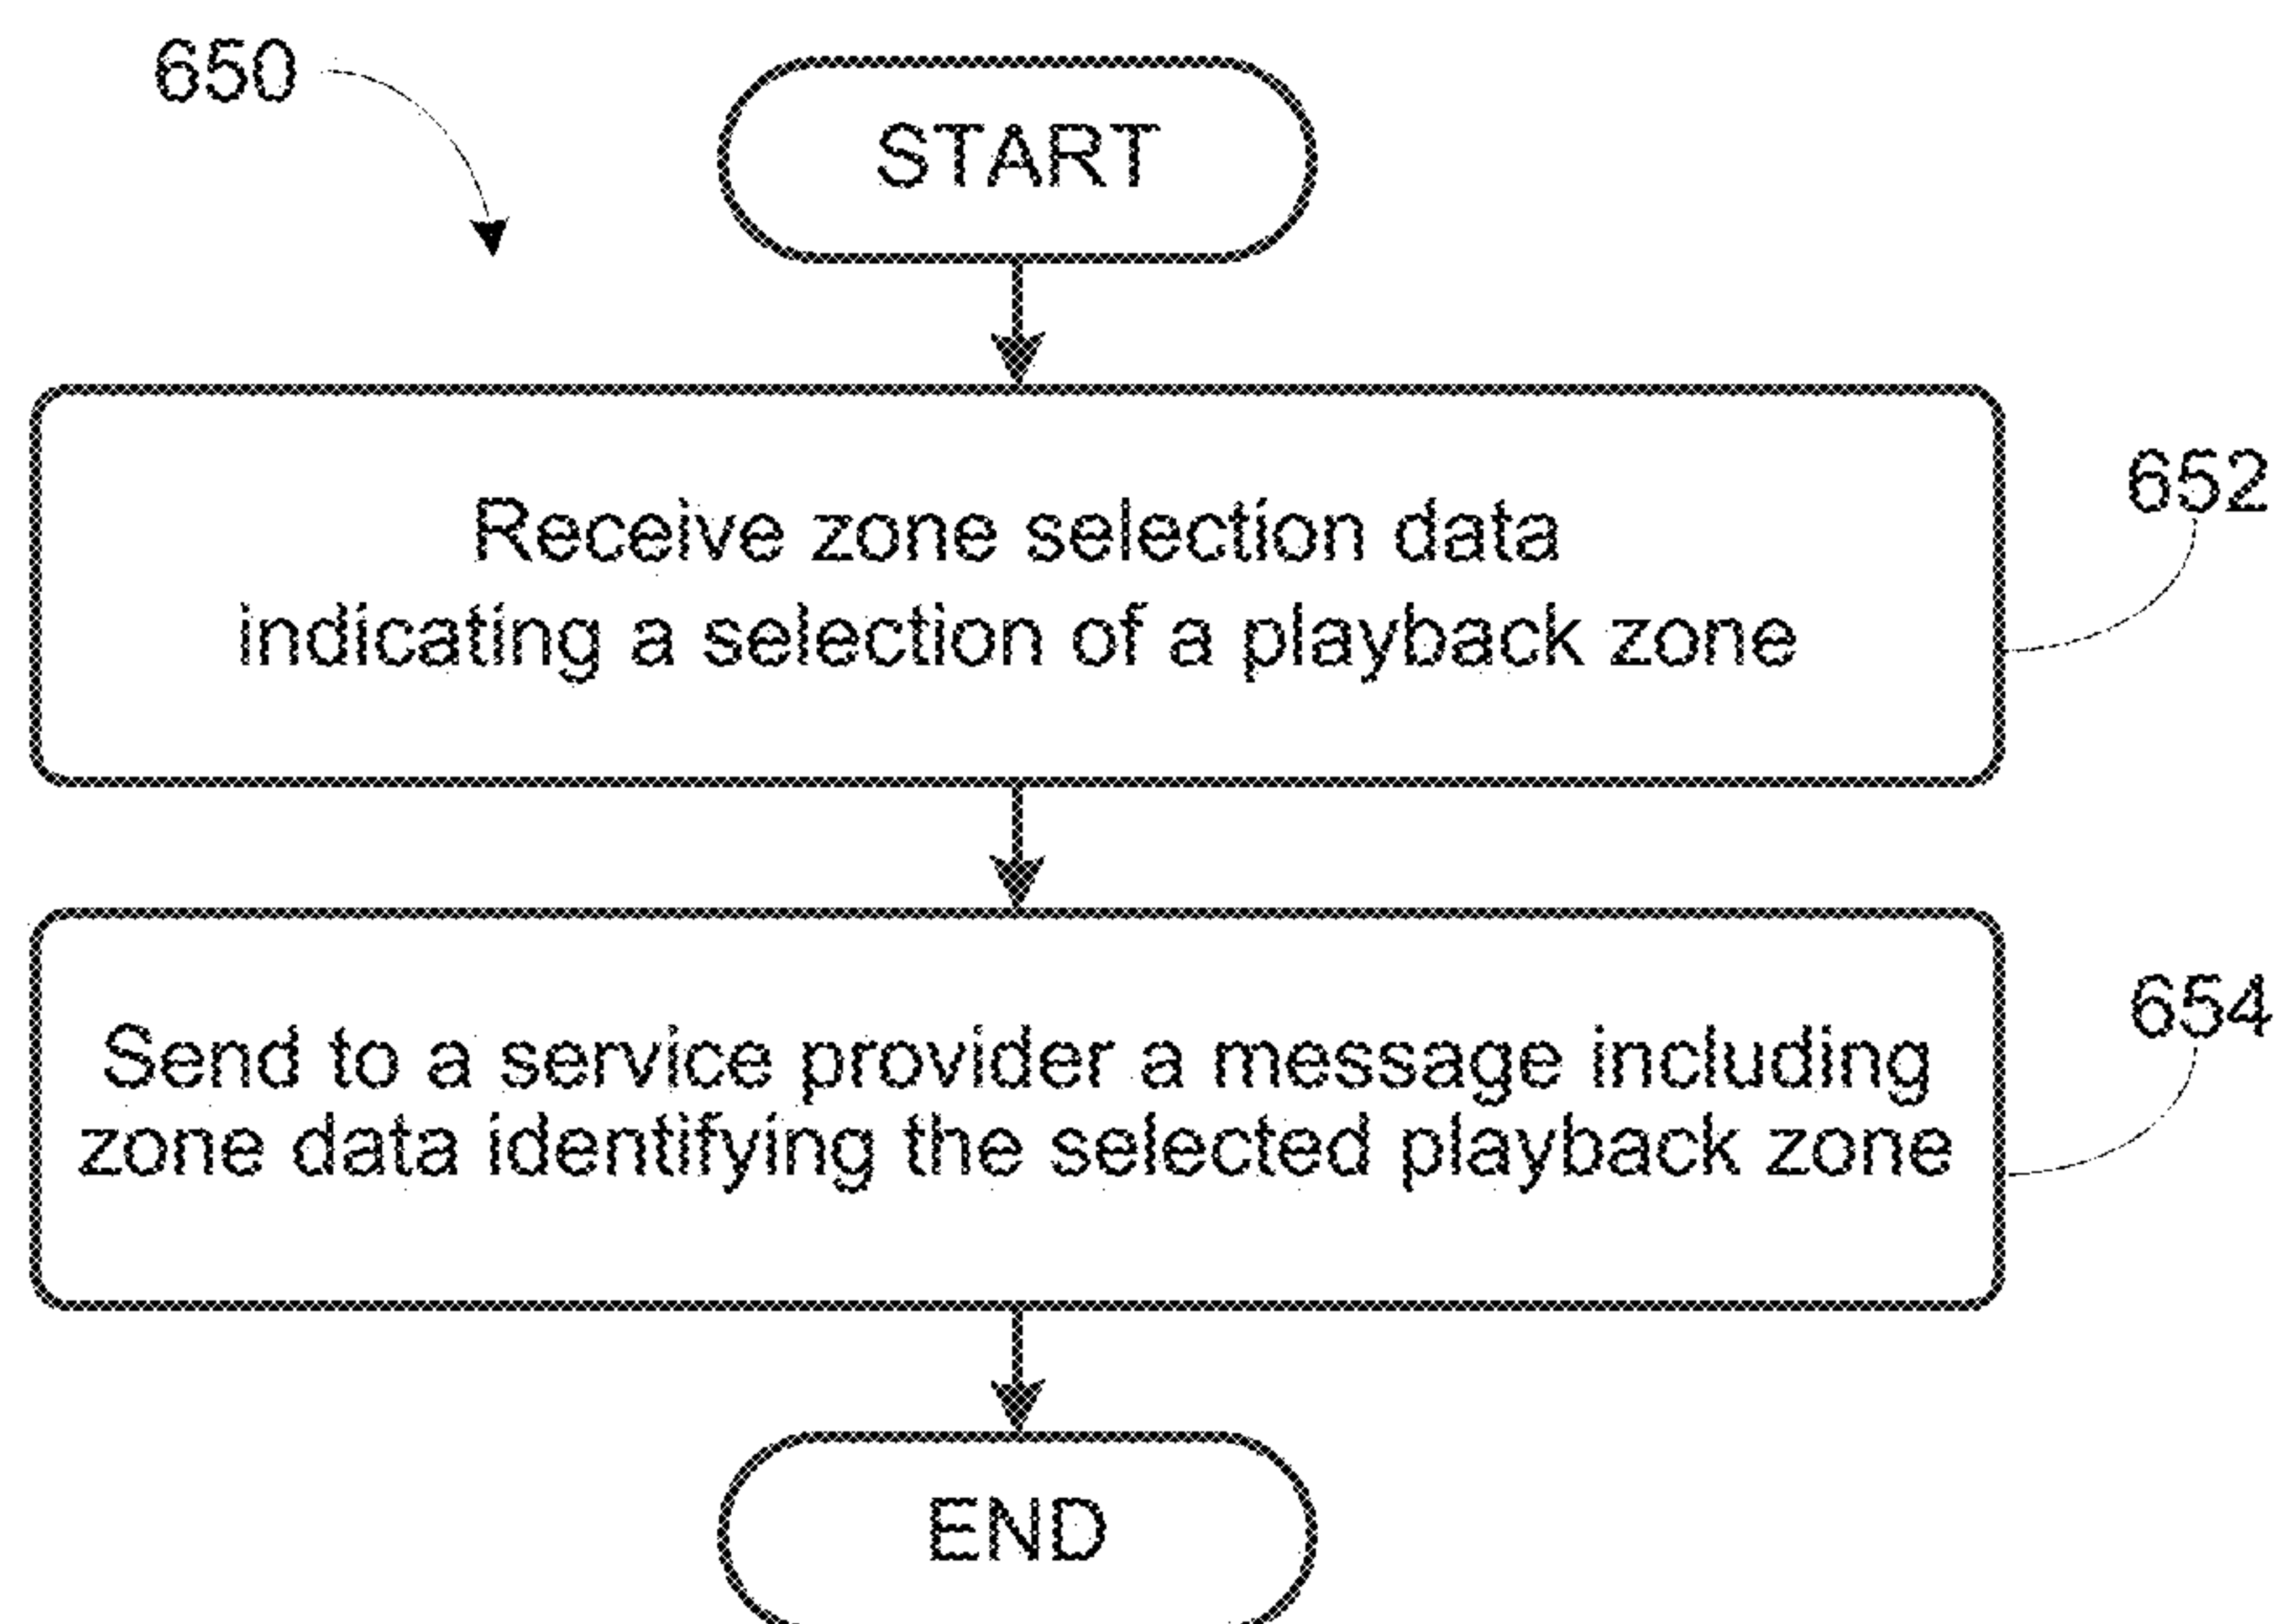 650
START
Receive zone selection data
indicating a selection of a playback zone
652
Send to a service provider a message including
zone data identifying the selected playback zone
654
END